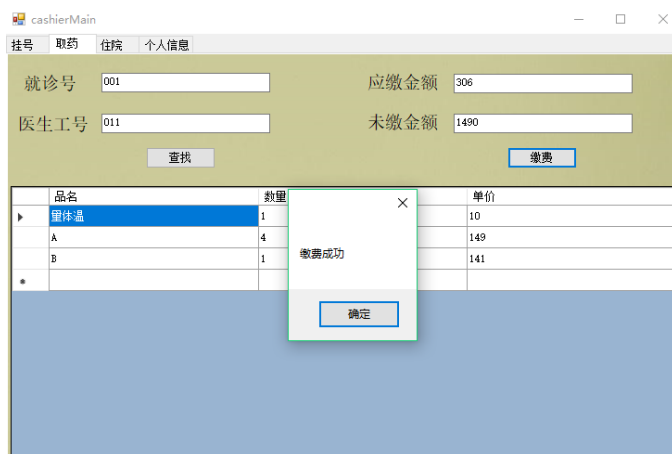 cashierMain
挂号 取药 住院 个人信息
就诊号 001 应缴金额 306
医生工号 011 未缴金额 1490
查找 缴费
品名 数量 单价
量体温 1 10
A 4 149
B 1 141
缴费成功
确定